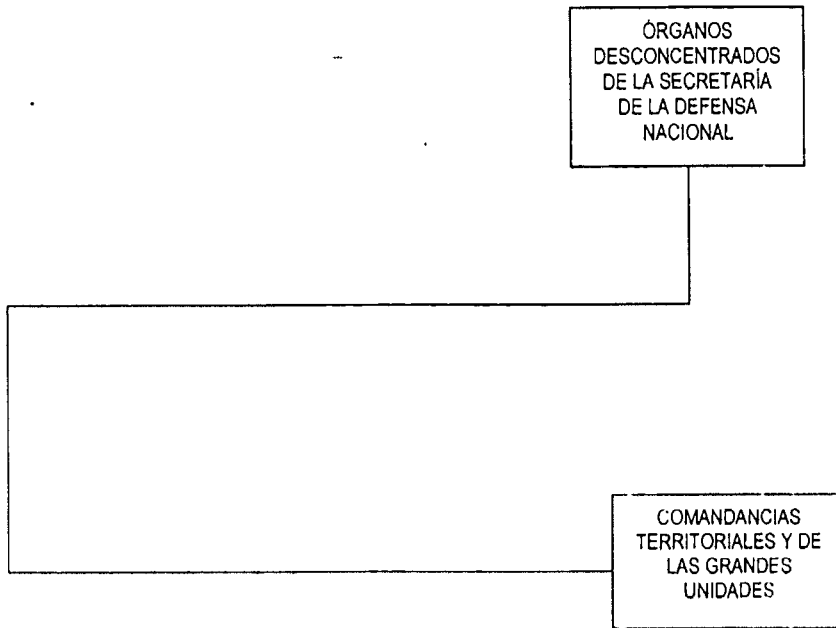 ÓRGANOS
DESCONCENTRADOS
DE LA SECRETARÍA
DE LA DEFENSA
NACIONAL
COMANDANCIAS
TERRITORIALES Y DE
LAS GRANDES
UNIDADES